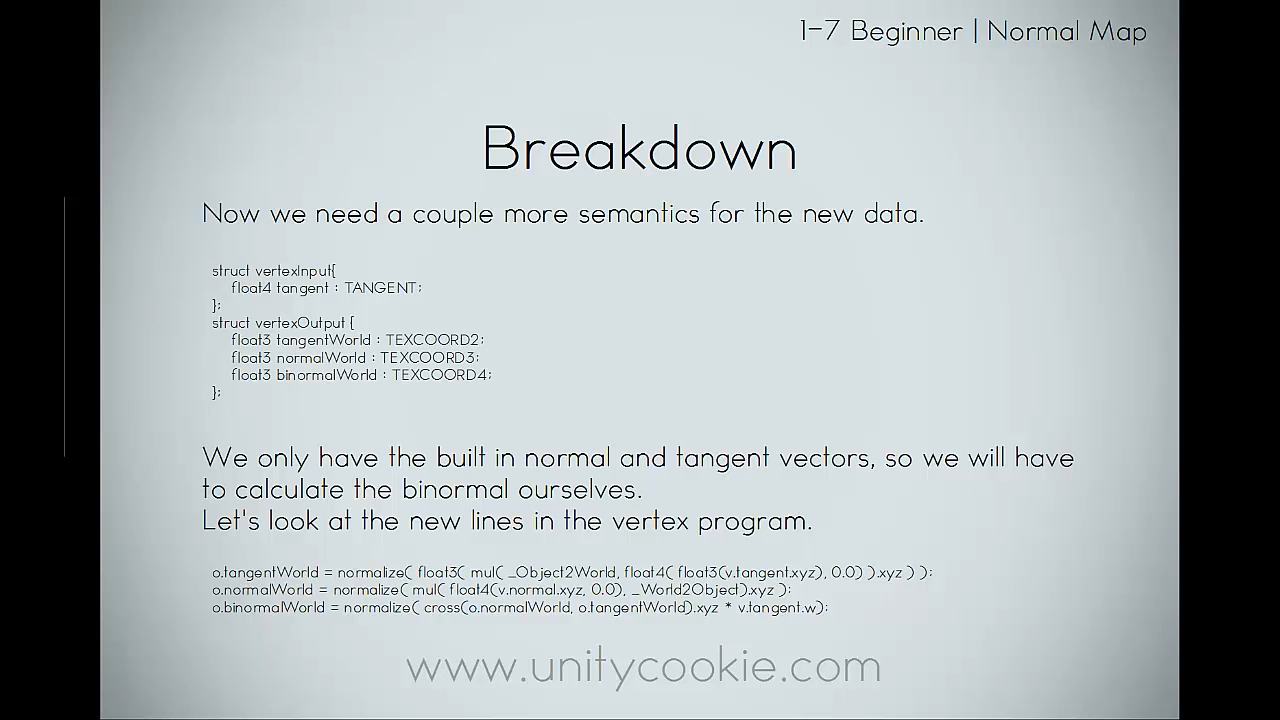 1-7 Beginner | Normal Map
Breakdown
Now we need a couple more semantics for the new data.
struct vertexInput{
float4 tangent : TANGENT;
};
struct vertexOutput {
float3 tangentWorld : TEXCOORD2;
float3 normalWorld : TEXCOORD3;
float3 binormalWorld : TEXCOORD4;
};
We only have the built in normal and tangent vectors, so we will have
to calculate the binormal ourselves.
Let's look at the new lines in the vertex program.
o.tangentWorld = normalize( float3( mul( _Object2World, float4( float3(v.tangent.xyz), 0.0) ).xyz ) );
o.normalWorld = normalize( mul( float4(v.normal.xyz, 0.0), _World2Object).xyz );
o.binormalWorld = normalize( cross(o.normalWorld, o.tangentWorld).xyz * v.tangent.w);
www.unitycookie.com